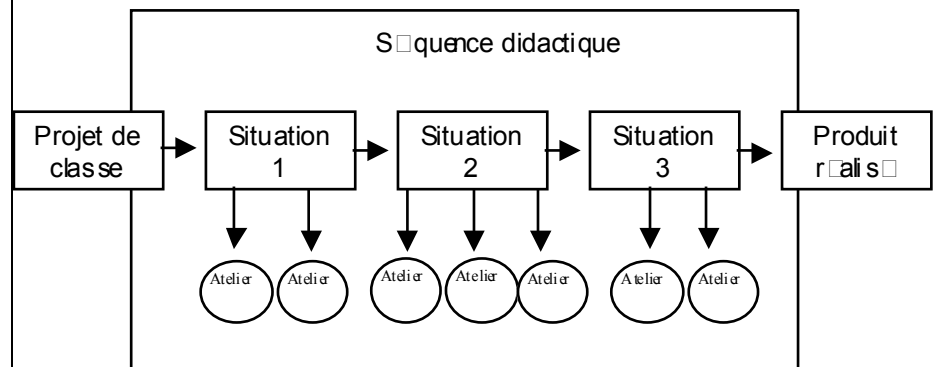 S□quence didactique
Projet de
classe
Situation
1
Situation
2
Situation
3
Produit
r□alis□
Atelier
Atelier
Atelier
Atelier
Atelier
Atelier
Atelier